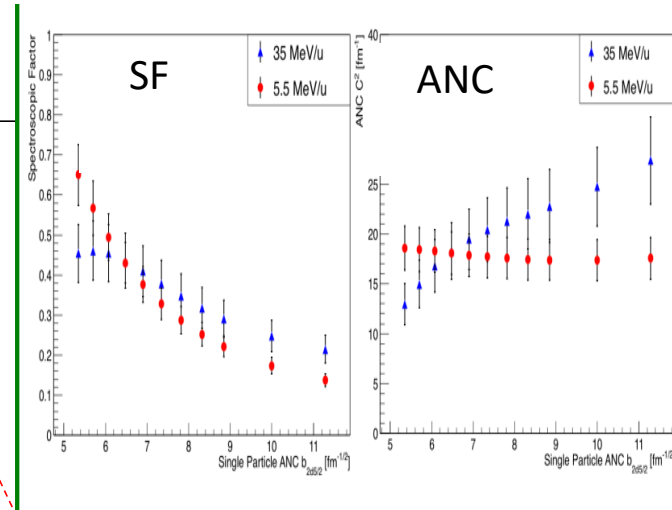 SF
35 MeV/u
5.5 MeV/u
Spectroscopic Factor
1
0.9
0.8
0.7
0.6
0.5
0.4
0.3
0.2
0.1
0
5 6 7 8 9 10 11
Single Particle ANC b2d5/2 [fm-1/2]
ANC
35 MeV/u
5.5 MeV/u
ANC C² [fm-1]
40
25
20
15
10
5
0
5 6 7 8 9 10 11
Single Particle ANC b2d5/2 [fm-1/2]